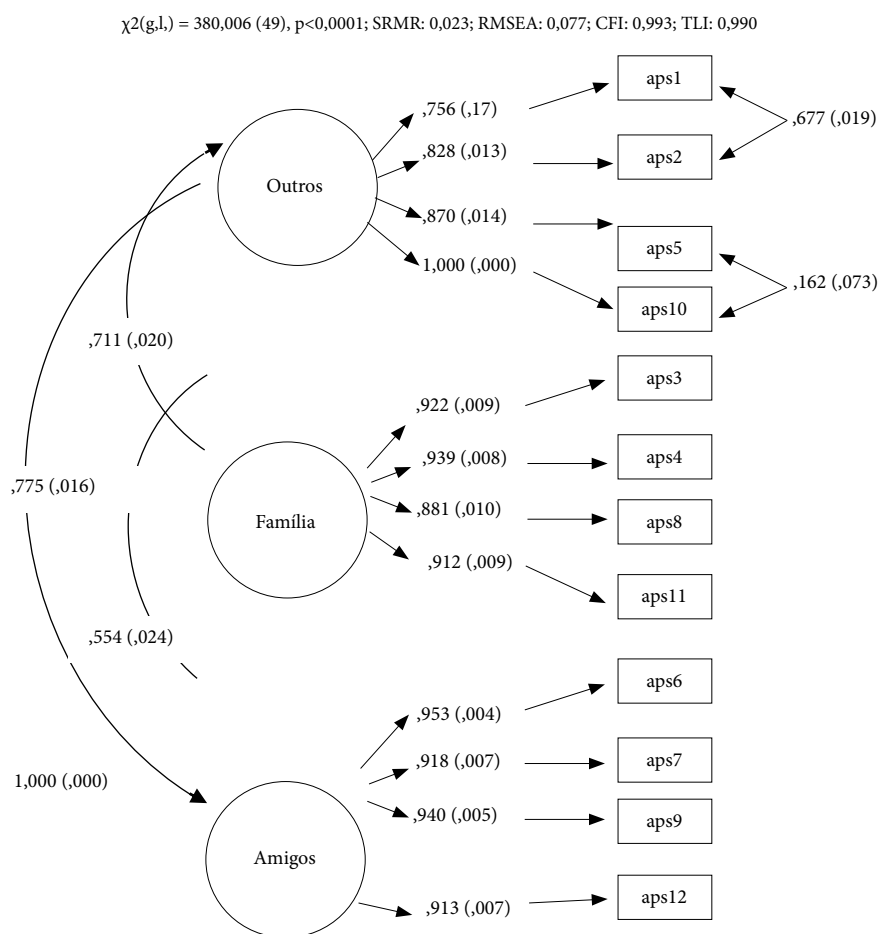 χ2(g,l,) = 380,006 (49), p<0,0001; SRMR: 0,023; RMSEA: 0,077; CFI: 0,993; TLI: 0,990
aps1
,756 (,17)
,677 (,019)
,828 (,013)
aps2
Outros
,870 (,014)
aps5
1,000 (,000)
,162 (,073)
aps10
,711 (,020)
aps3
,922 (,009)
,939 (,008)
aps4
,775 (,016)
,881 (,010)
aps8
Família
,912 (,009)
aps11
,554 (,024)
aps6
,953 (,004)
,918 (,007)
aps7
1,000 (,000)
,940 (,005)
aps9
Amigos
aps12
,913 (,007)